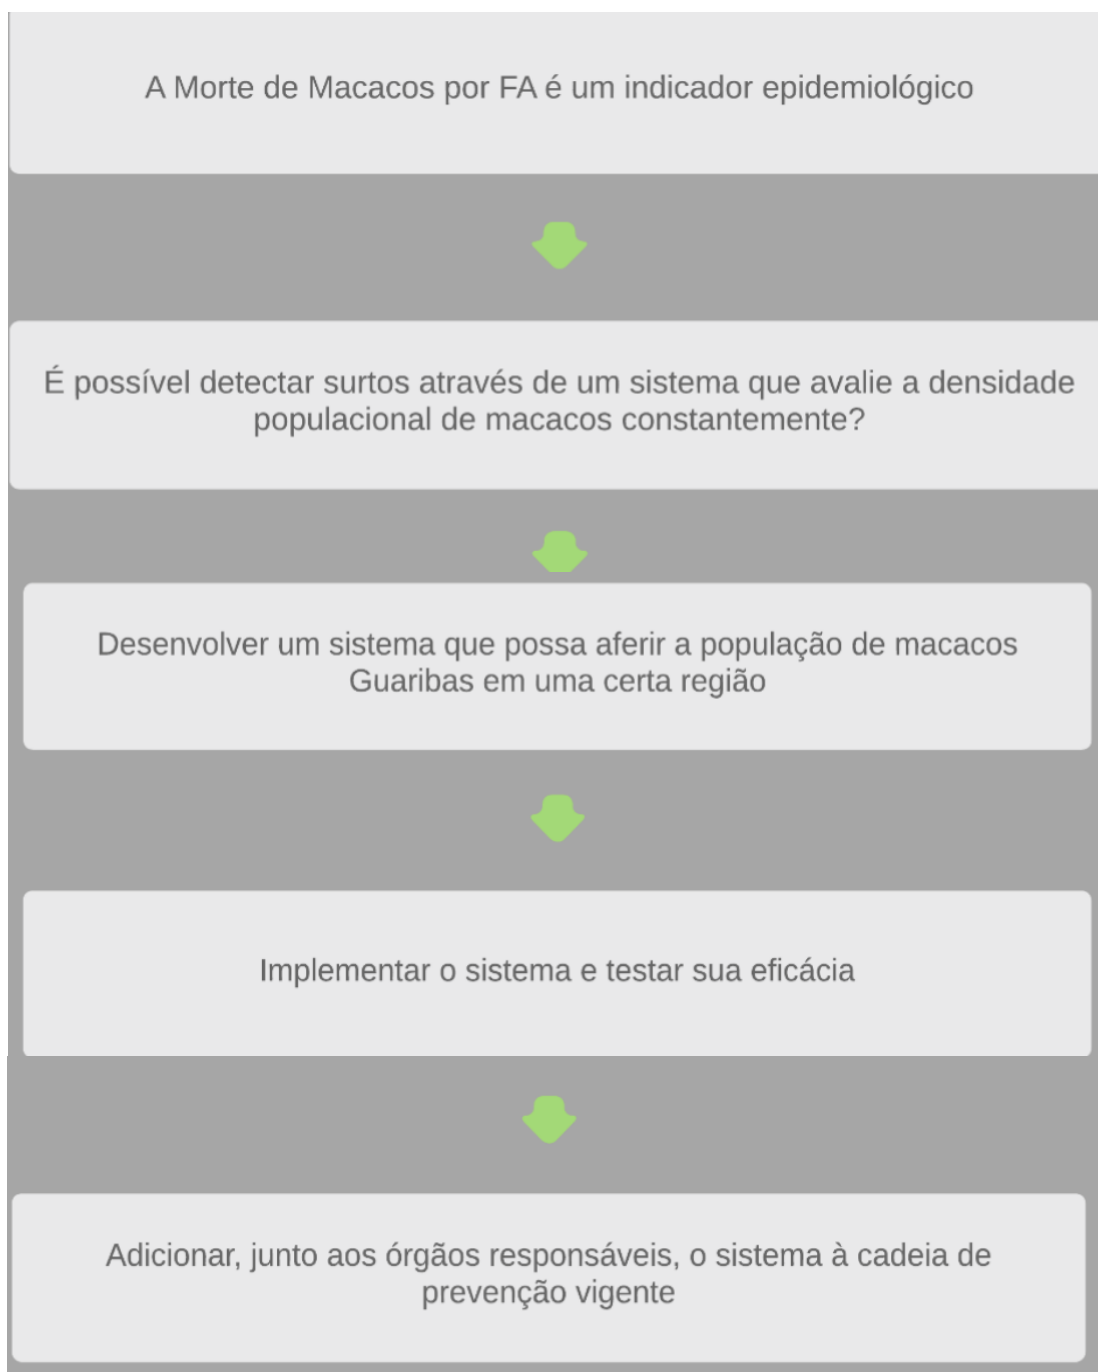 A Morte de Macacos por FA é um indicador epidemiológico
É possível detectar surtos através de um sistema que avalie a densidade
populacional de macacos constantemente?
Desenvolver um sistema que possa aferir a população de macacos
Guaribas em uma certa região
Implementar o sistema e testar sua eficácia
Adicionar, junto aos órgãos responsáveis, o sistema à cadeia de
prevenção vigente